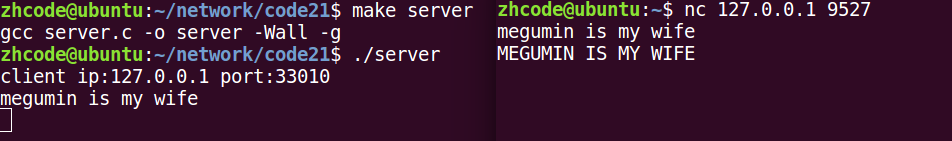 zhcode@ubuntu:~/network/code21$ make server
gcc server.c -o server -Wall -g
zhcode@ubuntu:~/network/code21$ ./server
client ip:127.0.0.1 port:33010
megumin is my wife
zhcode@ubuntu:~$ nc 127.0.0.1 9527
megumin is my wife
MEGUMIN IS MY WIFE